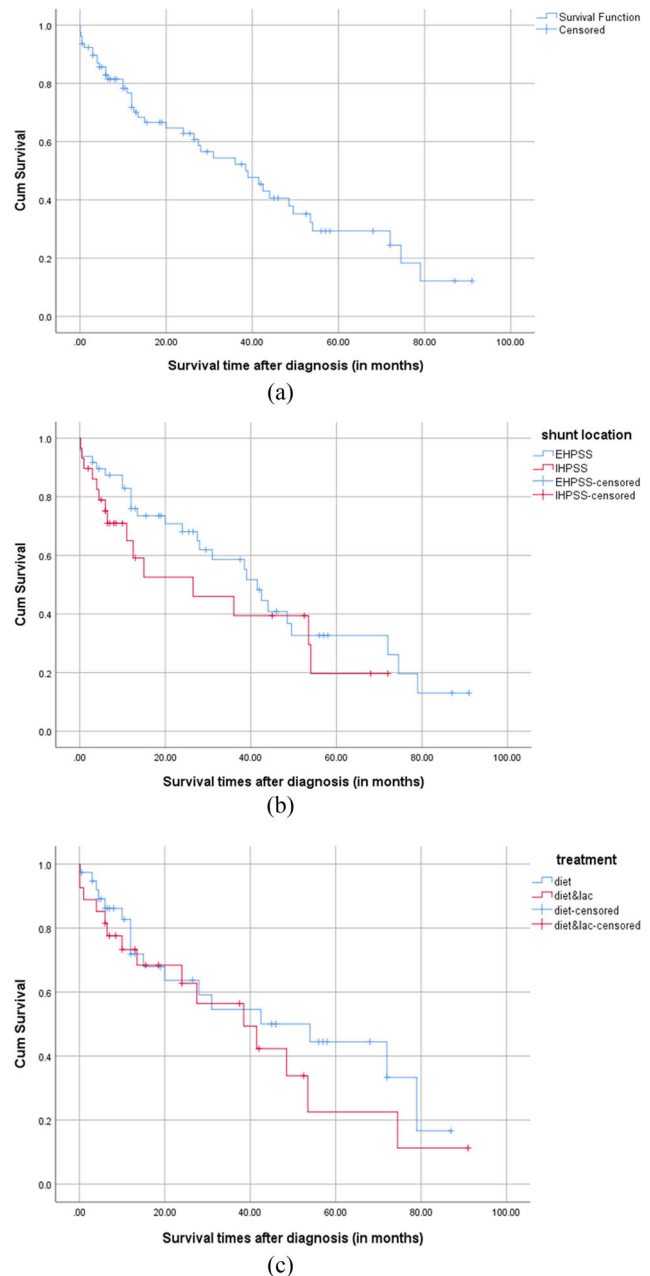 Survival Function
Censored
1.0
0.8
0.6
0.4
0.2
0.0
Cum Survival
.00 20.00 40.00 60.00 80.00 100.00
Survival time after diagnosis (in months)
(a)
shunt location
EHPSS
IHPSS
EHPSS-censored
IHPSS-censored
1.0
0.8
0.6
0.4
0.2
0.0
Cum Survival
.00 20.00 40.00 60.00 80.00 100.00
Survival times after diagnosis (in months)
(b)
treatment
diet
diet&lac
diet-censored
diet&lac-censored
1.0
0.8
0.6
0.4
0.2
0.0
Cum Survival
.00 20.00 40.00 60.00 80.00 100.00
Survival times after diagnosis (in months)
(c)